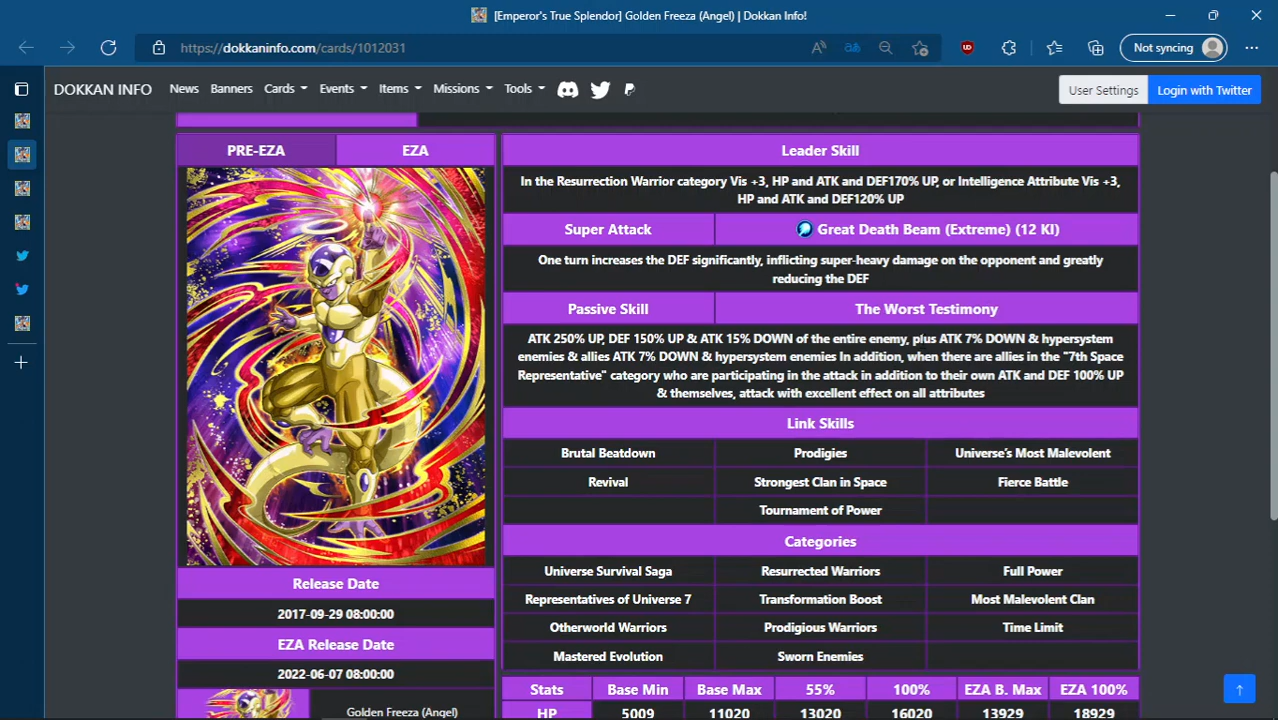 [Emperor's True Splendor] Golden Freeza (Angel) | Dokkan Info!
https://dokkaninfo.com/cards/1012031
Not syncing
DOKKAN INFO
News
Banners
Cards
Events
Items
Missions
Tools
User Settings
Login with Twitter
PRE-EZA
EZA
Leader Skill
In the Resurrection Warrior category Vis +3, HP and ATK and DEF170% UP, or Intelligence Attribute Vis +3,
HP and ATK and DEF120% UP
Super Attack
Great Death Beam (Extreme) (12 KI)
One turn increases the DEF significantly, inflicting super-heavy damage on the opponent and greatly
reducing the DEF
Passive Skill
The Worst Testimony
ATK 250% UP, DEF 150% UP & ATK 15% DOWN of the entire enemy, plus ATK 7% DOWN & hypersystem
enemies & allies ATK 7% DOWN & hypersystem enemies In addition, when there are allies in the "7th Space
Representative" category who are participating in the attack in addition to their own ATK and DEF 100% UP
& themselves, attack with excellent effect on all attributes
Link Skills
Brutal Beatdown
Prodigies
Universe's Most Malevolent
Revival
Strongest Clan in Space
Fierce Battle
Tournament of Power
Categories
Universe Survival Saga
Resurrected Warriors
Full Power
Representatives of Universe 7
Transformation Boost
Most Malevolent Clan
Otherworld Warriors
Prodigious Warriors
Time Limit
Mastered Evolution
Sworn Enemies
Release Date
2017-09-29 08:00:00
EZA Release Date
2022-06-07 08:00:00
Golden Freeza (Angel)
Stats
Base Min
Base Max
55%
100%
EZA B. Max
EZA 100%
HP
5009
11020
13020
16020
13929
18929